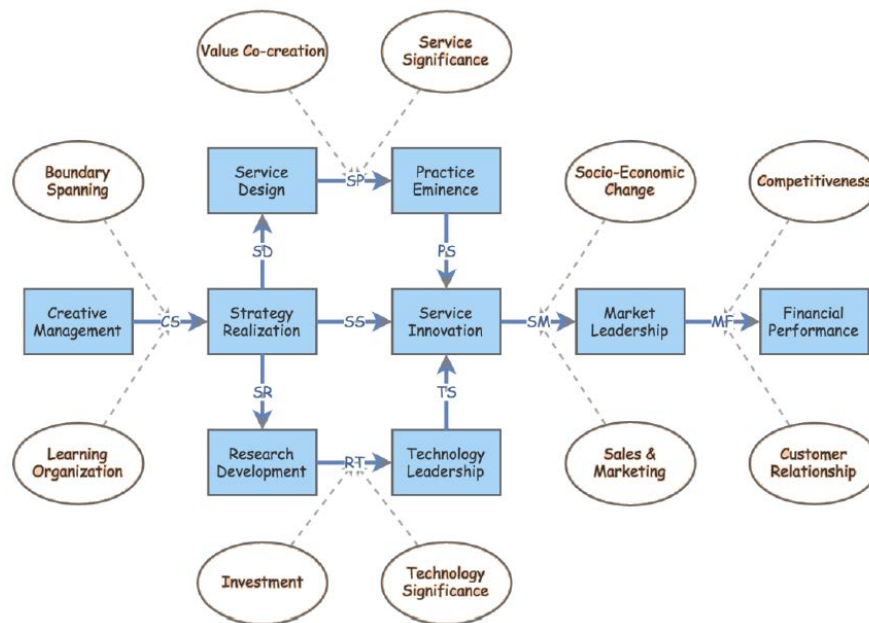 Value Co-creation
Service
Significance
Boundary
Spanning
Service
Design
SP
Practice
Eminence
Socio-Economic
Change
Competitiveness
SD
PS
Creative
Management
CS
Strategy
Realization
SS
Service
Innovation
SM
Market
Leadership
MF
Financial
Performance
SR
TS
Learning
Organization
Research
Development
RT
Technology
Leadership
Sales &
Marketing
Customer
Relationship
Investment
Technology
Significance